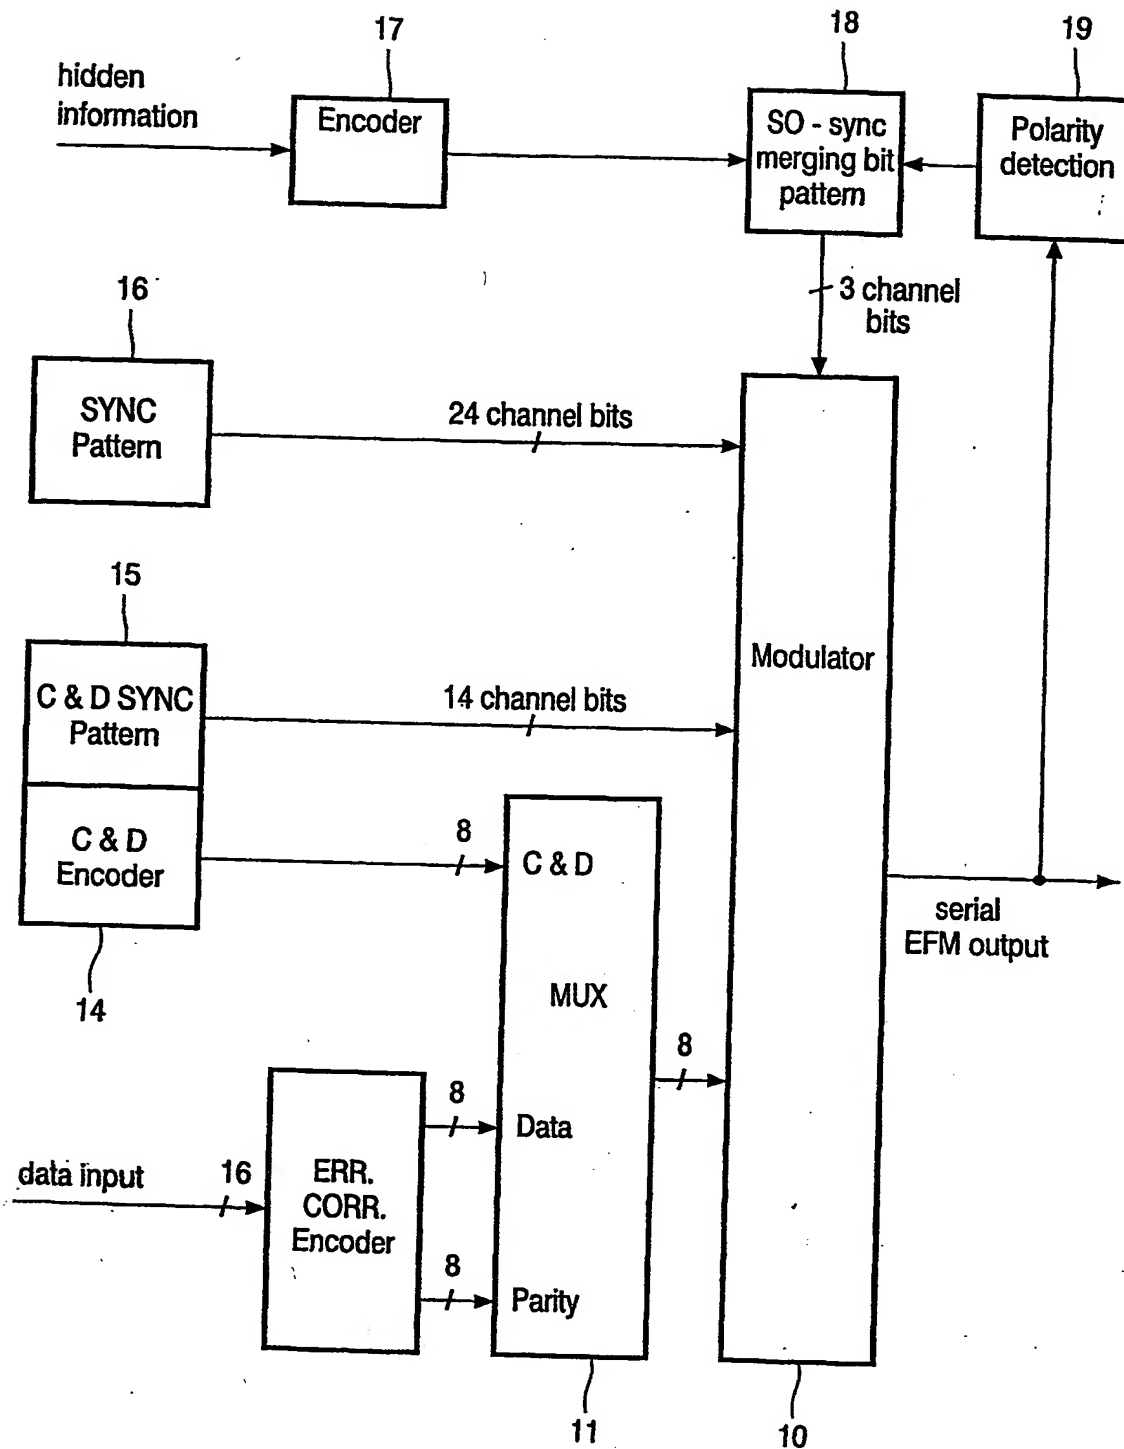 17
18
19
hidden
information
Encoder
SO - sync
merging bit
pattern
Polarity
detection
3 channel
bits
16
SYNC
Pattern
24 channel bits
15
C & D SYNC
Pattern
14 channel bits
Modulator
C & D
Encoder
8
C & D
14
serial
EFM output
MUX
8
8
Data
data input
16
ERR.
CORR.
Encoder
8
Parity
11
10